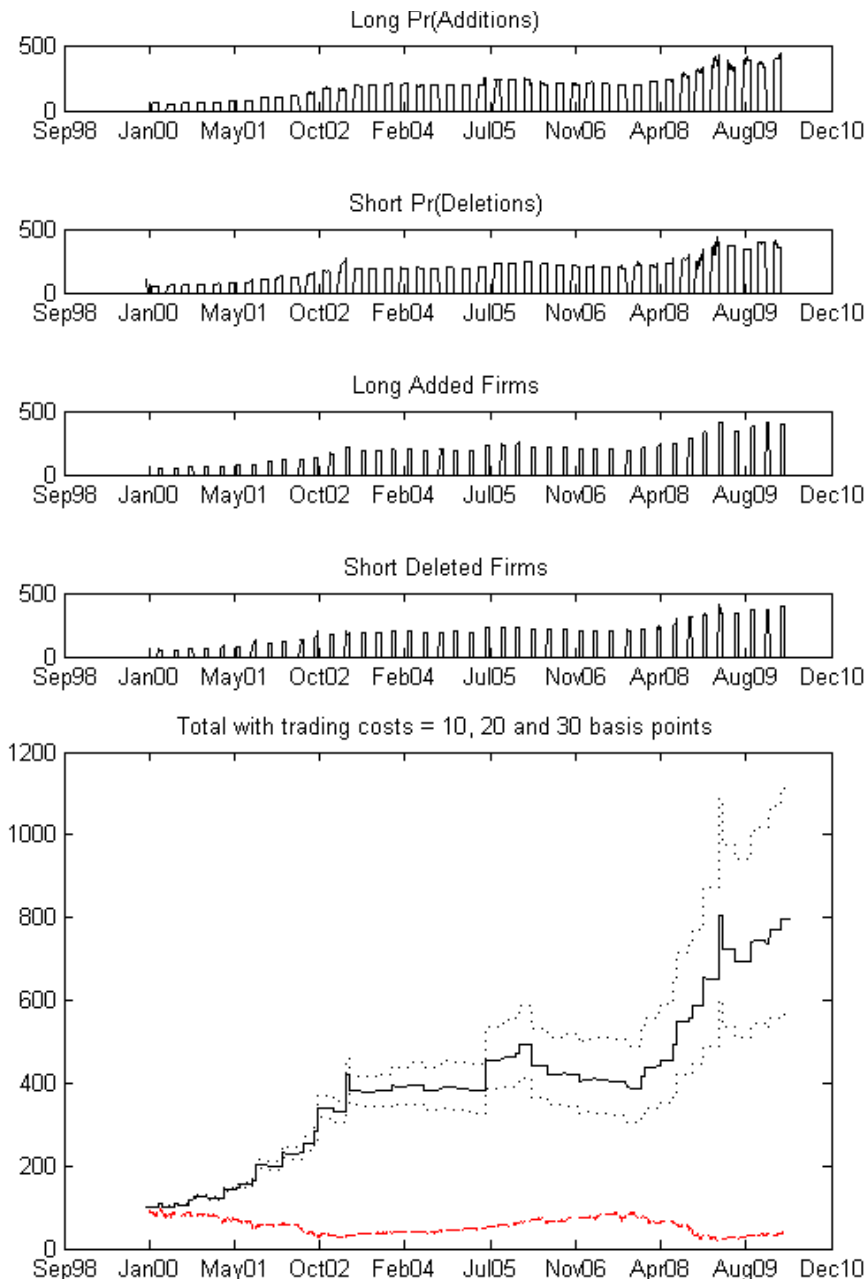 Long Pr(Additions)
500
0
Sep98 Jan00 May01 Oct02 Feb04 Jul05 Nov06 Apr08 Aug09 Dec10
Short Pr(Deletions)
500
0
Sep98 Jan00 May01 Oct02 Feb04 Jul05 Nov06 Apr08 Aug09 Dec10
Long Added Firms
500
0
Sep98 Jan00 May01 Oct02 Feb04 Jul05 Nov06 Apr08 Aug09 Dec10
Short Deleted Firms
500
0
Sep98 Jan00 May01 Oct02 Feb04 Jul05 Nov06 Apr08 Aug09 Dec10
Total with trading costs = 10, 20 and 30 basis points
1200
1000
800
600
400
200
0
Sep98 Jan00 May01 Oct02 Feb04 Jul05 Nov06 Apr08 Aug09 Dec10